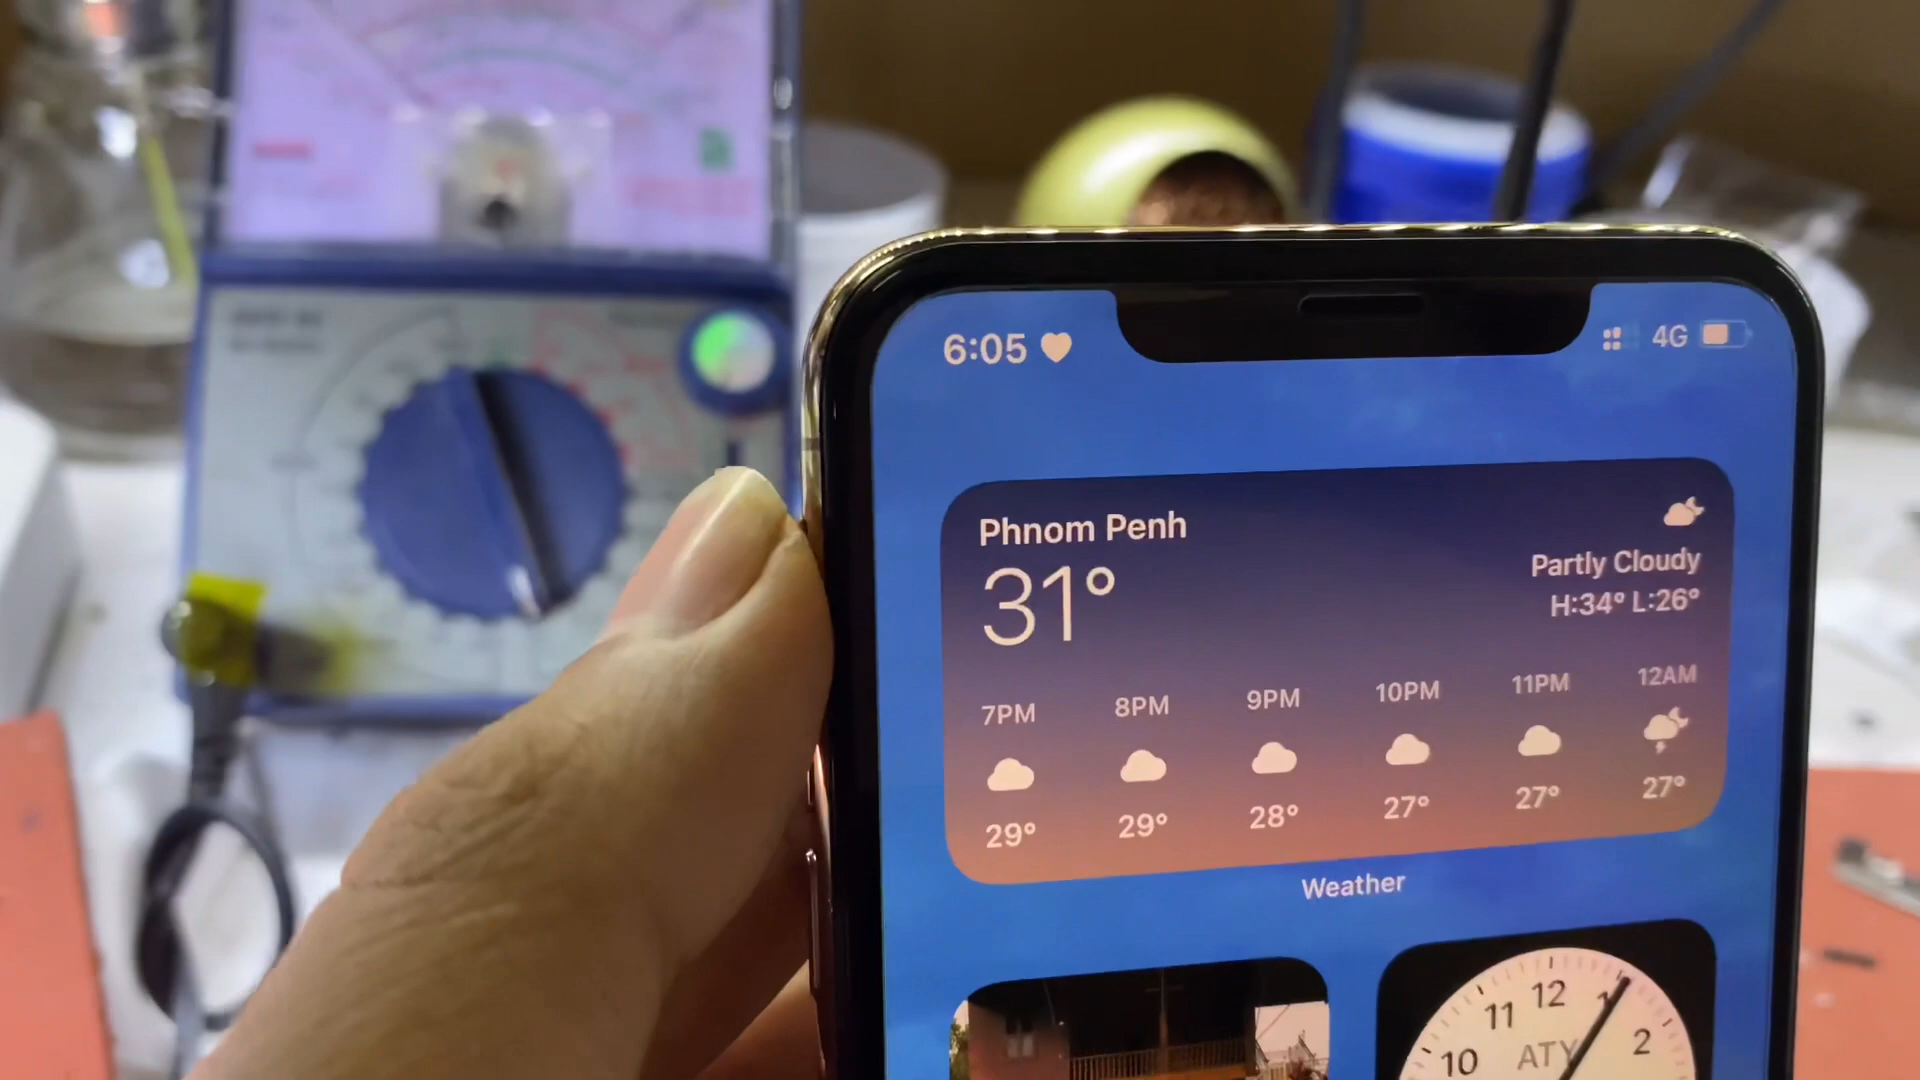 6:05
4G
Phnom Penh
31°
Partly Cloudy
H:34° L:26°
7PM 8PM 9PM 10PM 11PM 12AM
29° 29° 28° 27° 27° 27°
Weather
11 12 1 2
10
ATY